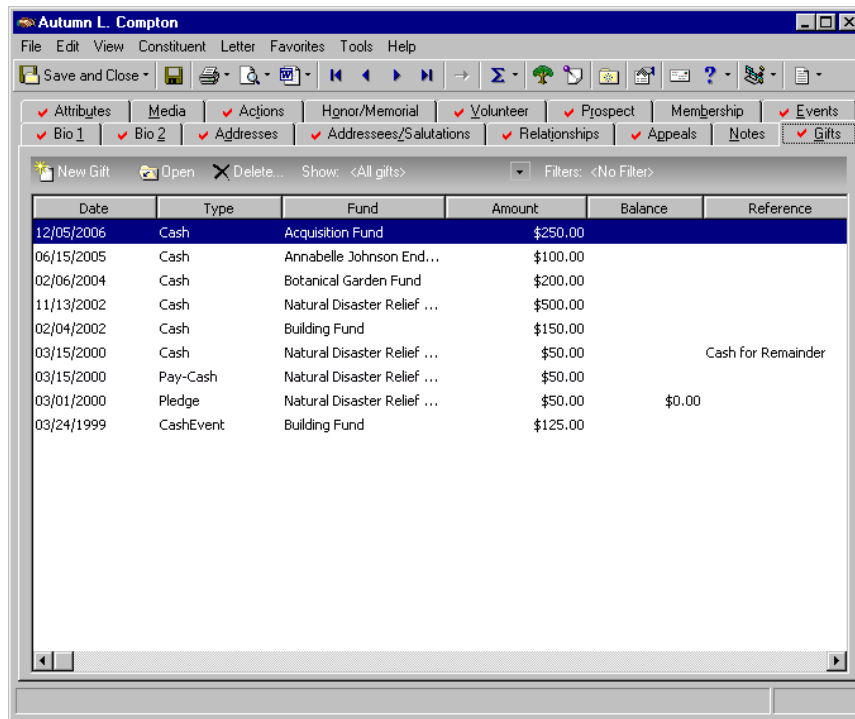 Autumn L. Compton
File Edit View Constituent Letter Favorites Tools Help
Save and Close
Attributes Media Actions Honor/Memorial Volunteer Prospect Membership Events
Bio 1 Bio 2 Addresses Addressees/Salutations Relationships Appeals Notes Gifts
New Gift Open Delete... Show: <All gifts> Filters: <No Filter>
Date Type Fund Amount Balance Reference
12/05/2006 Cash Acquisition Fund $250.00
06/15/2005 Cash Annabelle Johnson End... $100.00
02/06/2004 Cash Botanical Garden Fund $200.00
11/13/2002 Cash Natural Disaster Relief ... $500.00
02/04/2002 Cash Building Fund $150.00
03/15/2000 Cash Natural Disaster Relief ... $50.00 Cash for Remainder
03/15/2000 Pay-Cash Natural Disaster Relief ... $50.00
03/01/2000 Pledge Natural Disaster Relief ... $50.00 $0.00
03/24/1999 CashEvent Building Fund $125.00